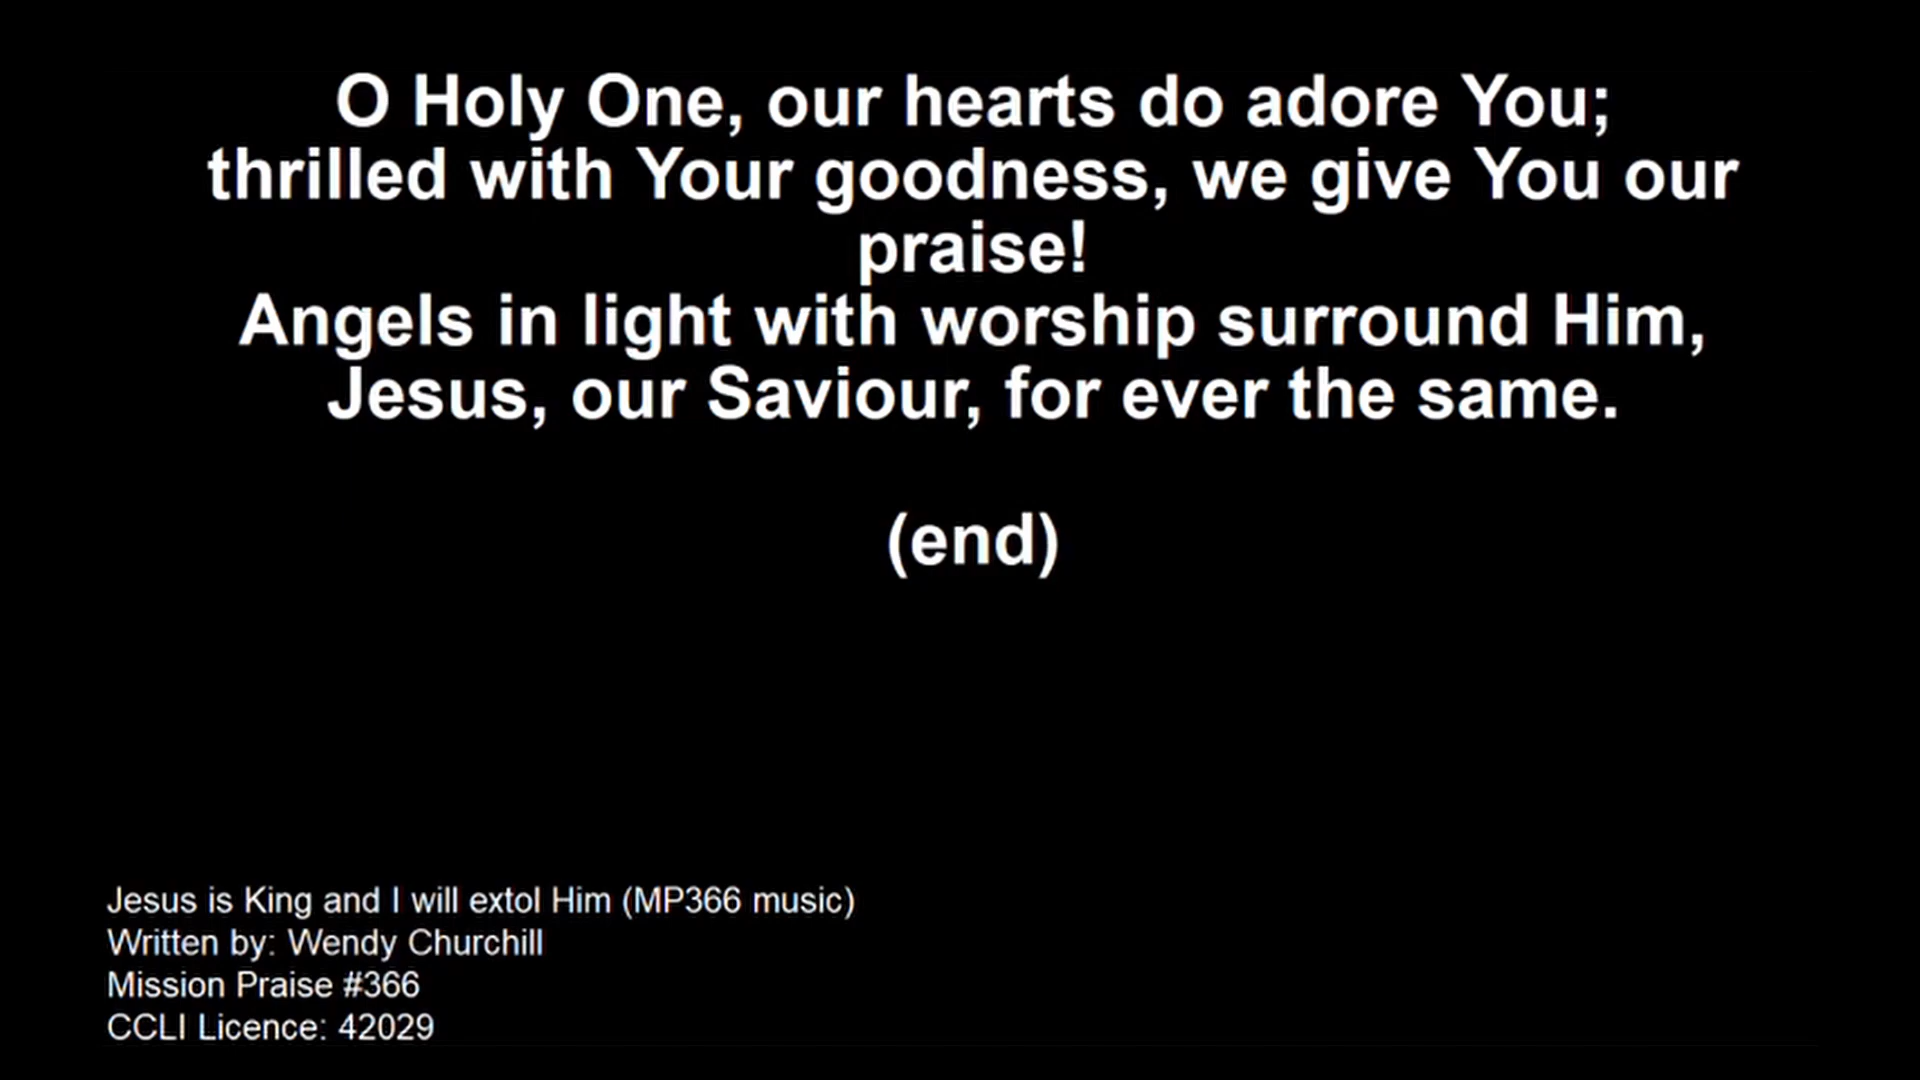 O Holy One, our hearts do adore You;
thrilled with Your goodness, we give You our
praise!
Angels in light with worship surround Him,
Jesus, our Saviour, for ever the same.
(end)
Jesus is King and I will extol Him (MP366 music)
Written by: Wendy Churchill
Mission Praise #366
CCLI Licence: 42029